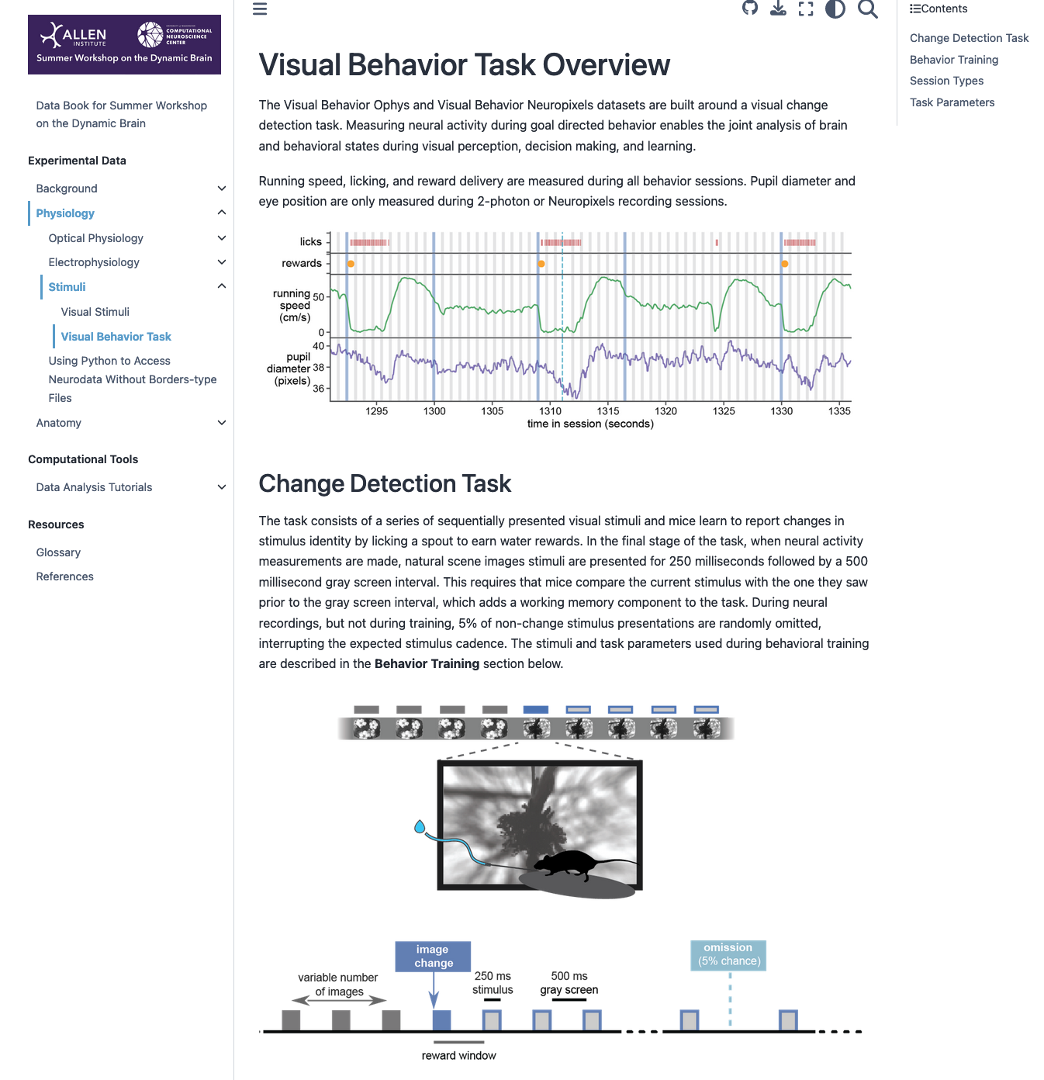 ALLEN
INSTITUTE
COMPUTATIONAL
NEUROSCIENCE
CENTER
Summer Workshop on the Dynamic Brain
Data Book for Summer Workshop
on the Dynamic Brain
Experimental Data
Background
Physiology
Optical Physiology
Electrophysiology
Stimuli
Visual Stimuli
Visual Behavior Task
Using Python to Access
Neurodata Without Borders-type
Files
Anatomy
Computational Tools
Data Analysis Tutorials
Resources
Glossary
References
Visual Behavior Task Overview
The Visual Behavior Ophys and Visual Behavior Neuropixels datasets are built around a visual change
detection task. Measuring neural activity during goal directed behavior enables the joint analysis of brain
and behavioral states during visual perception, decision making, and learning.
Running speed, licking, and reward delivery are measured during all behavior sessions. Pupil diameter and
eye position are only measured during 2-photon or Neuropixels recording sessions.
licks
rewards
running
speed
(cm/s)
50
0
pupil
diameter
(pixels)
40
38
36
1295 1300 1305 1310 1315 1320 1325 1330 1335
time in session (seconds)
Change Detection Task
The task consists of a series of sequentially presented visual stimuli and mice learn to report changes in
stimulus identity by licking a spout to earn water rewards. In the final stage of the task, when neural activity
measurements are made, natural scene images stimuli are presented for 250 milliseconds followed by a 500
millisecond gray screen interval. This requires that mice compare the current stimulus with the one they saw
prior to the gray screen interval, which adds a working memory component to the task. During neural
recordings, but not during training, 5% of non-change stimulus presentations are randomly omitted,
interrupting the expected stimulus cadence. The stimuli and task parameters used during behavioral training
are described in the Behavior Training section below.
image
change
omission
(5% chance)
variable number
of images
250 ms
stimulus
500 ms
gray screen
reward window
Contents
Change Detection Task
Behavior Training
Session Types
Task Parameters